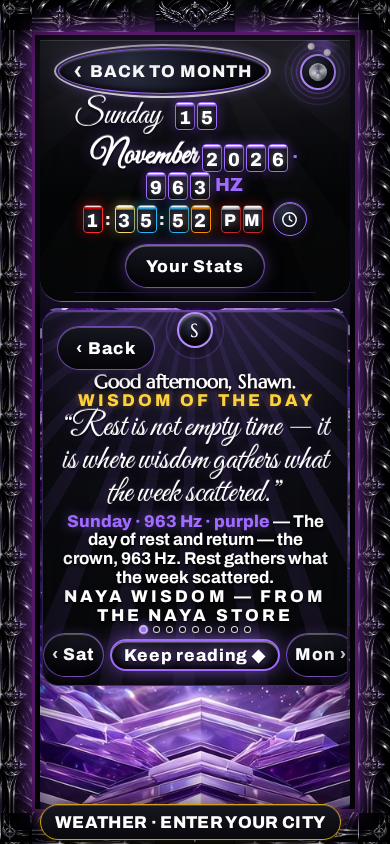 ‹ BACK TO MONTH
Sunday 15
November 2026 ·
963 HZ
1:35:52 PM
Your Stats
S
‹ Back
Good afternoon, Shawn.
WISDOM OF THE DAY
“Rest is not empty time — it
is where wisdom gathers what
the week scattered.”
Sunday · 963 Hz · purple — The
day of rest and return — the
crown, 963 Hz. Rest gathers what
the week scattered.
NAYA WISDOM — FROM
THE NAYA STORE
‹ Sat
Keep reading ◆
Mon ›
WEATHER · ENTER YOUR CITY